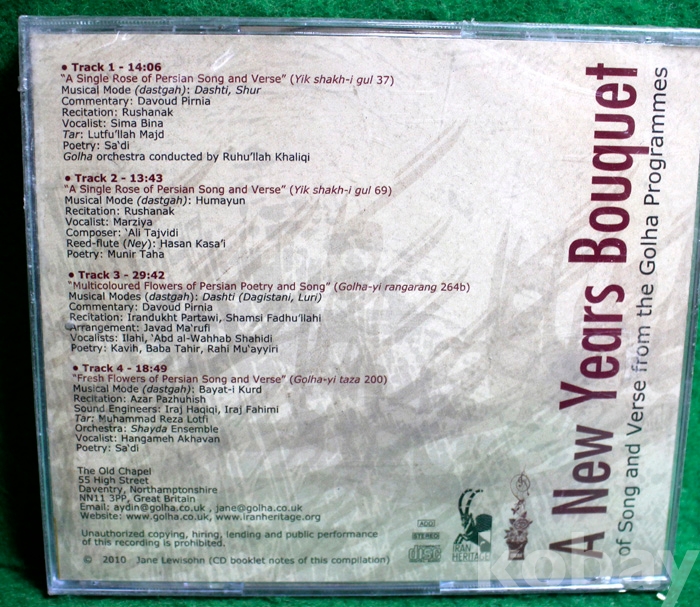 • Track 1 - 14:06
"A Single Rose of Persian Song and Verse" (Yik shakh-i gul 37)
Musical Mode (dastgah): Dashti, Shur
Commentary: Davoud Pirnia
Recitation: Rushanak
Vocalist: Sima Bina
Tar: Lutfu'llah Majd
Poetry: Sa'di
Golha orchestra conducted by Ruhu'llah Khaliqi
• Track 2 - 13:43
"A Single Rose of Persian Song and Verse" (Yik shakh-i gul 69)
Musical Mode (dastgah): Humayun
Recitation: Rushanak
Vocalist: Marziya
Composer: 'Ali Tajvidi
Reed-flute (Ney): Hasan Kasa'i
Poetry: Munir Taha
• Track 3 - 29:42
"Multicoloured Flowers of Persian Poetry and Song" (Golha-yi rangarang 264b)
Musical Modes (dastgah): Dashti (Dagistani, Luri)
Commentary: Davoud Pirnia
Recitation: Irandukht Partawi, Shamsi Fadhu'llahi
Arrangement: Javad Ma'rufi
Vocalists: Ilahi, 'Abd al-Wahhab Shahidi
Poetry: Kavih, Baba Tahir, Rahi Mu'ayyiri
• Track 4 - 18:49
"Fresh Flowers of Persian Song and Verse" (Golha-yi taza 200)
Musical Mode (dastgah): Bayat-i Kurd
Recitation: Azar Pazhuhish
Sound Engineers: Iraj Haqiqi, Iraj Fahimi
Tar: Muhammad Reza Lotfi
Orchestra: Shayda Ensemble
Vocalist: Hangameh Akhavan
Poetry: Sa'di
The Old Chapel
55 High Street
Daventry, Northamptonshire
NN11 3PP, Great Britain
Email: aydin@golha.co.uk , jane@golha.co.uk
Website: www.golha.co.uk, www.iranheritage.org
Unauthorized copying, hiring, lending and public performance
of this recording is prohibited.
© 2010 Jane Lewisohn (CD booklet notes of this compilation)
ADD
STEREO
IRAN
HERITAGE
A New Years Bouquet
of Song and Verse from the Golha Programmes
kobay